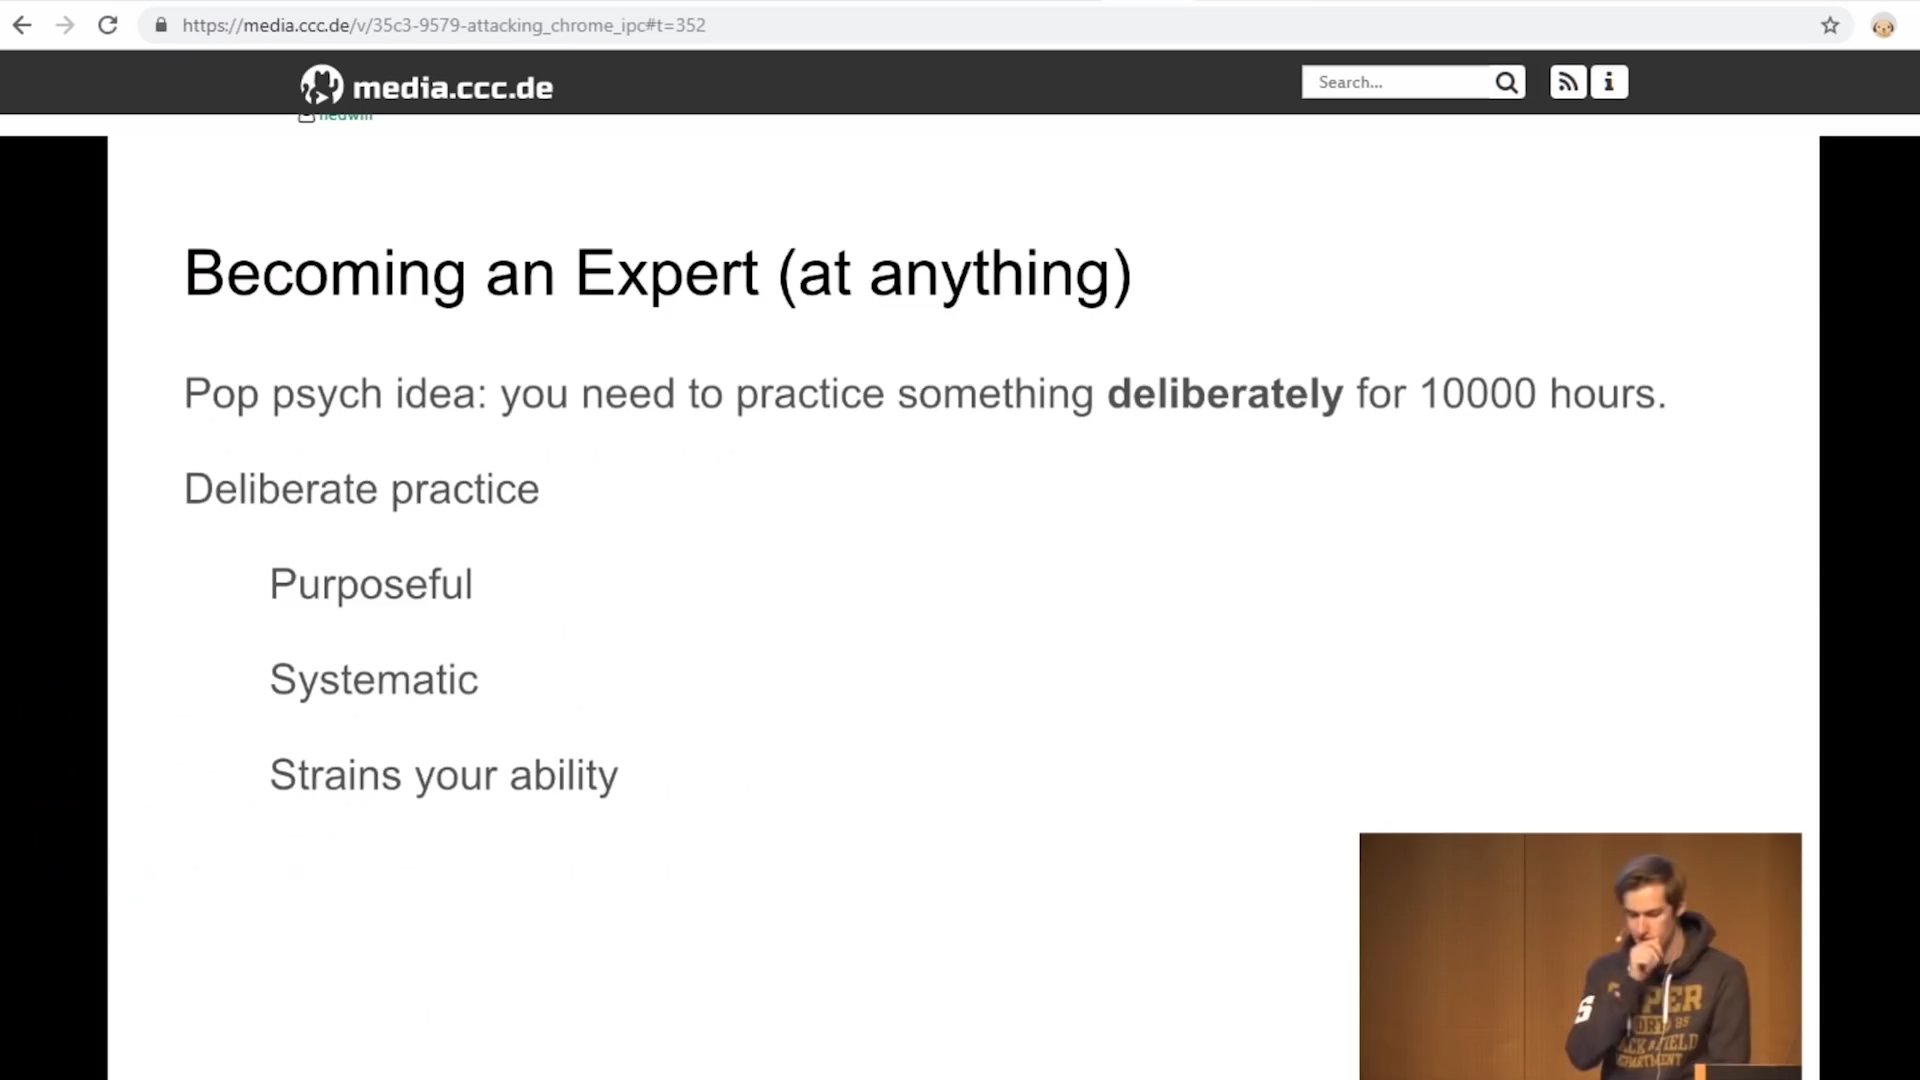 https://media.ccc.de/v/35c3-9579-attacking_chrome_ipc#t=352
media.ccc.de
Search...
nedwill
Becoming an Expert (at anything)
Pop psych idea: you need to practice something deliberately for 10000 hours.
Deliberate practice
Purposeful
Systematic
Strains your ability
S